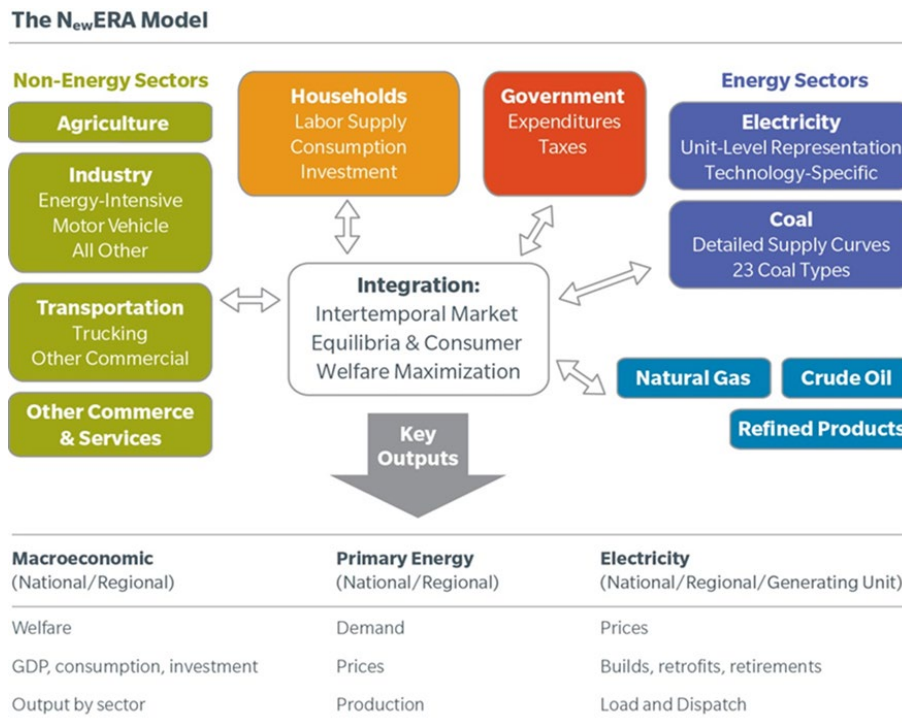 The NewERA Model
Non-Energy Sectors
Agriculture
Industry
Energy-Intensive
Motor Vehicle
All Other
Transportation
Trucking
Other Commercial
Other Commerce
& Services
Households
Labor Supply
Consumption
Investment
Government
Expenditures
Taxes
Energy Sectors
Electricity
Unit-Level Representation
Technology-Specific
Coal
Detailed Supply Curves
23 Coal Types
Integration:
Intertemporal Market
Equilibria & Consumer
Welfare Maximization
Natural Gas
Crude Oil
Refined Products
Key
Outputs
Macroeconomic
(National/Regional)
Welfare
GDP, consumption, investment
Output by sector
Primary Energy
(National/Regional)
Demand
Prices
Production
Electricity
(National/Regional/Generating Unit)
Prices
Builds, retrofits, retirements
Load and Dispatch